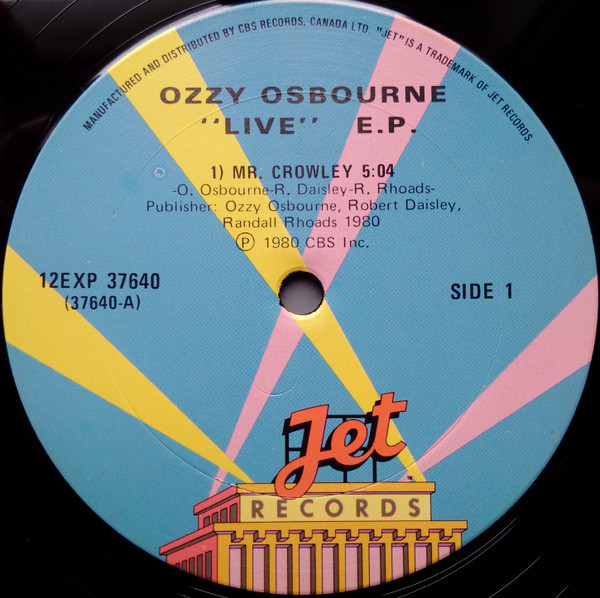 MANUFACTURED AND DISTRIBUTED BY CBS RECORDS, CANADA LTD. "JET" IS A TRADEMARK OF JET RECORDS.
OZZY OSBOURNE
"LIVE" E.P.
1) MR. CROWLEY 5:04
-O. Osbourne-R. Daisley-R. Rhoads-
Publisher: Ozzy Osbourne, Robert Daisley,
Randall Rhoads 1980
Ⓟ 1980 CBS Inc.
12EXP 37640
(37640-A)
SIDE 1
Jet
RECORDS